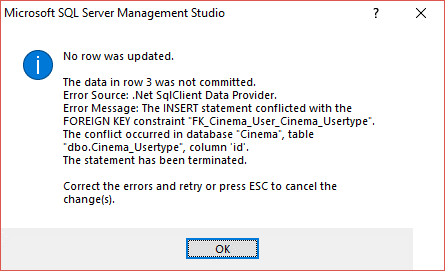 Microsoft SQL Server Management Studio
No row was updated.
The data in row 3 was not committed.
Error Source: .Net SqlClient Data Provider.
Error Message: The INSERT statement conflicted with the
FOREIGN KEY constraint "FK_Cinema_User_Cinema_Usertype".
The conflict occurred in database "Cinema", table
"dbo.Cinema_Usertype", column 'id'.
The statement has been terminated.
Correct the errors and retry or press ESC to cancel the
change(s).
OK